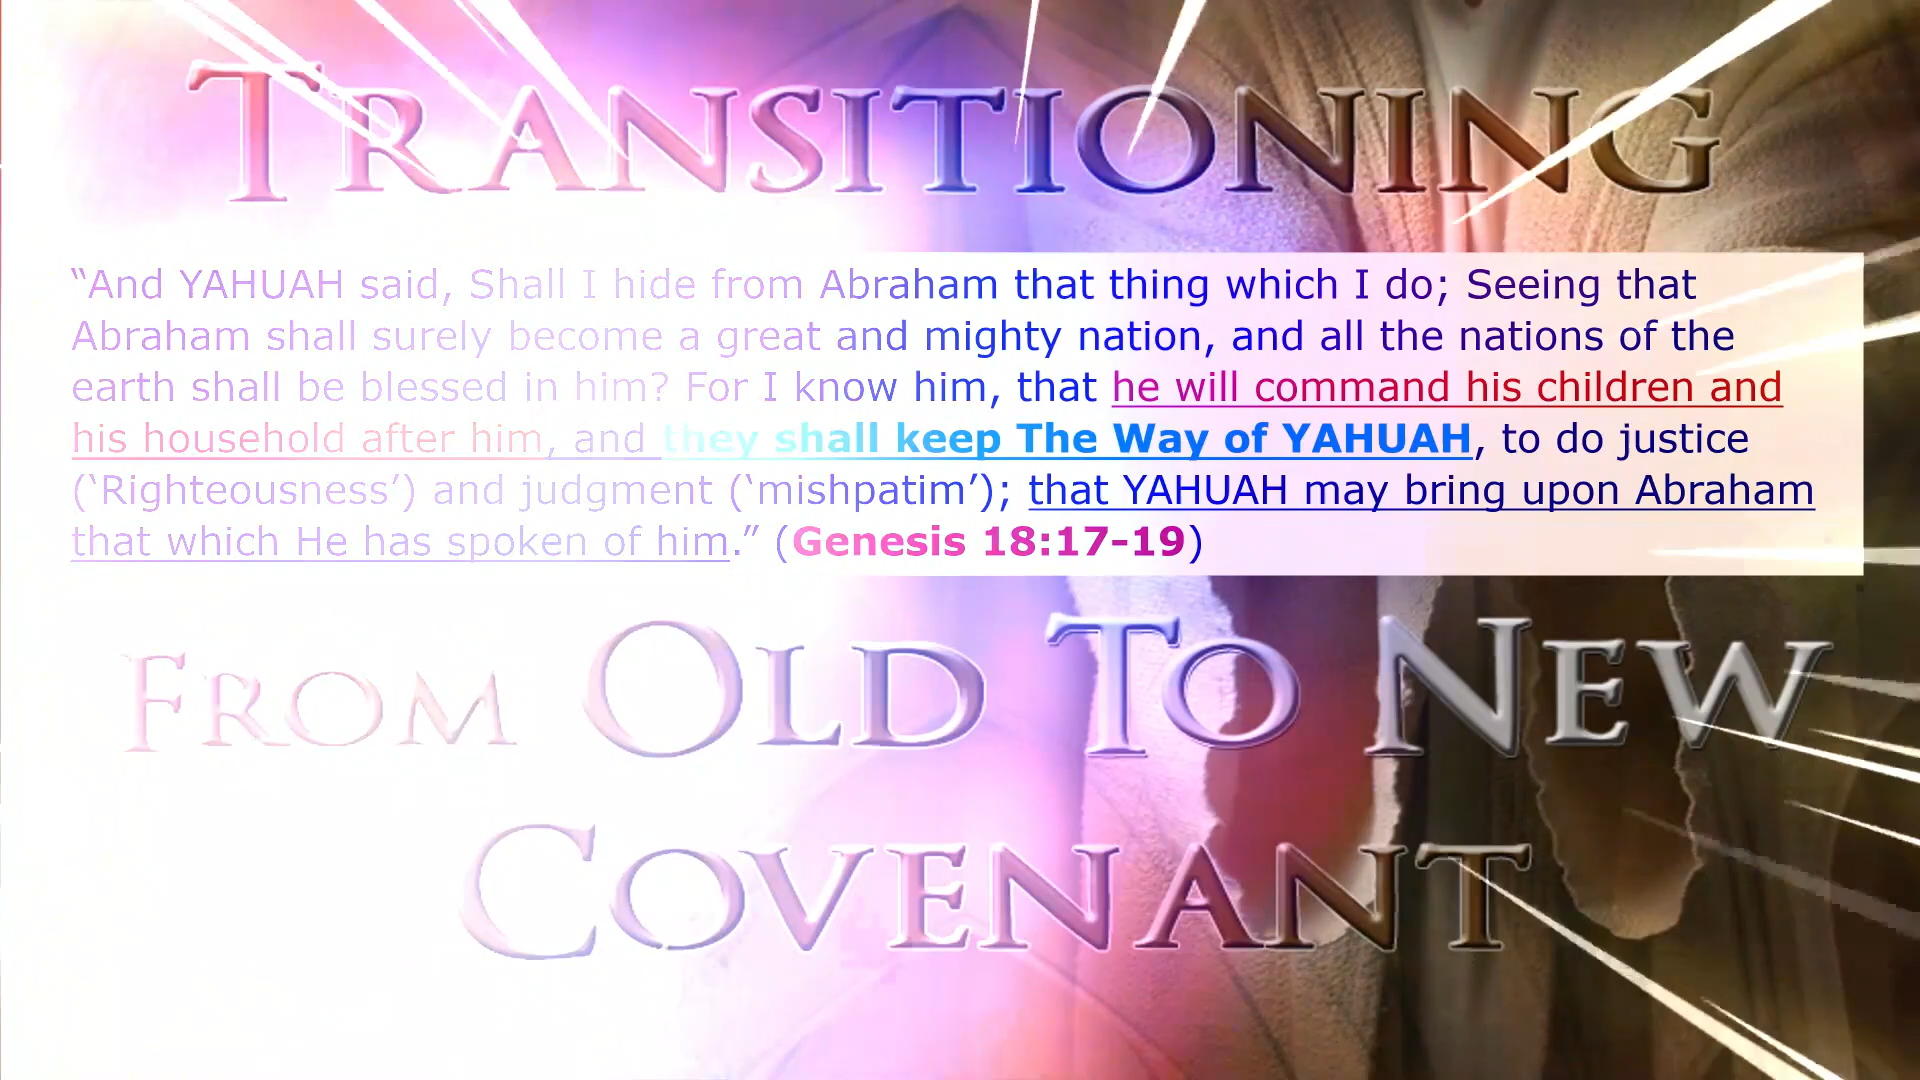 TRANSITIONING
“And YAHUAH said, Shall I hide from Abraham that thing which I do; Seeing that
Abraham shall surely become a great and mighty nation, and all the nations of the
earth shall be blessed in him? For I know him, that he will command his children and
his household after him, and they shall keep The Way of YAHUAH, to do justice
(‘Righteousness’) and judgment (‘mishpatim’); that YAHUAH may bring upon Abraham
that which He has spoken of him.” (Genesis 18:17-19)
FROM OLD TO NEW
COVENANT